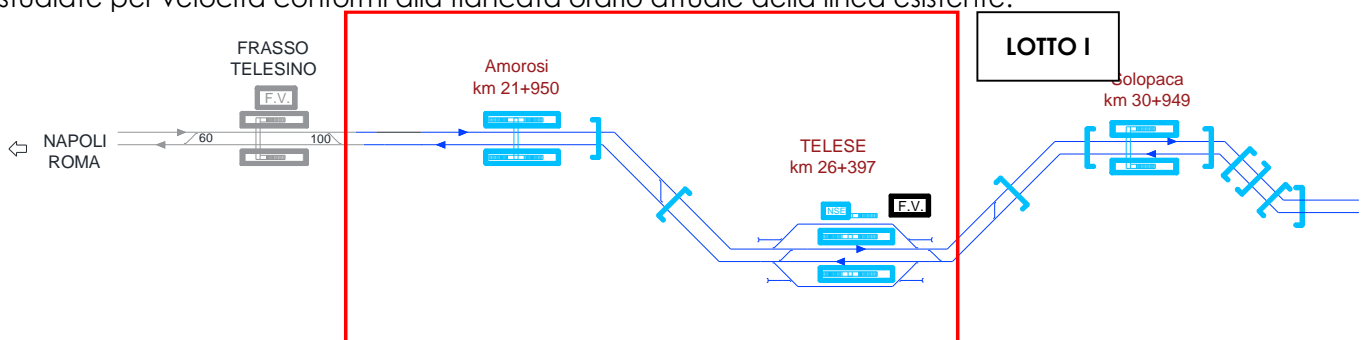 studiate per velocità conformi alla fiancata orario attuale della linea esistente.
LOTTO I
FRASSO
TELESINO
F.V.
Amorosi
km 21+950
Solopaca
km 30+949
NAPOLI
ROMA
60
100
TELESE
km 26+397
NSE
F.V.